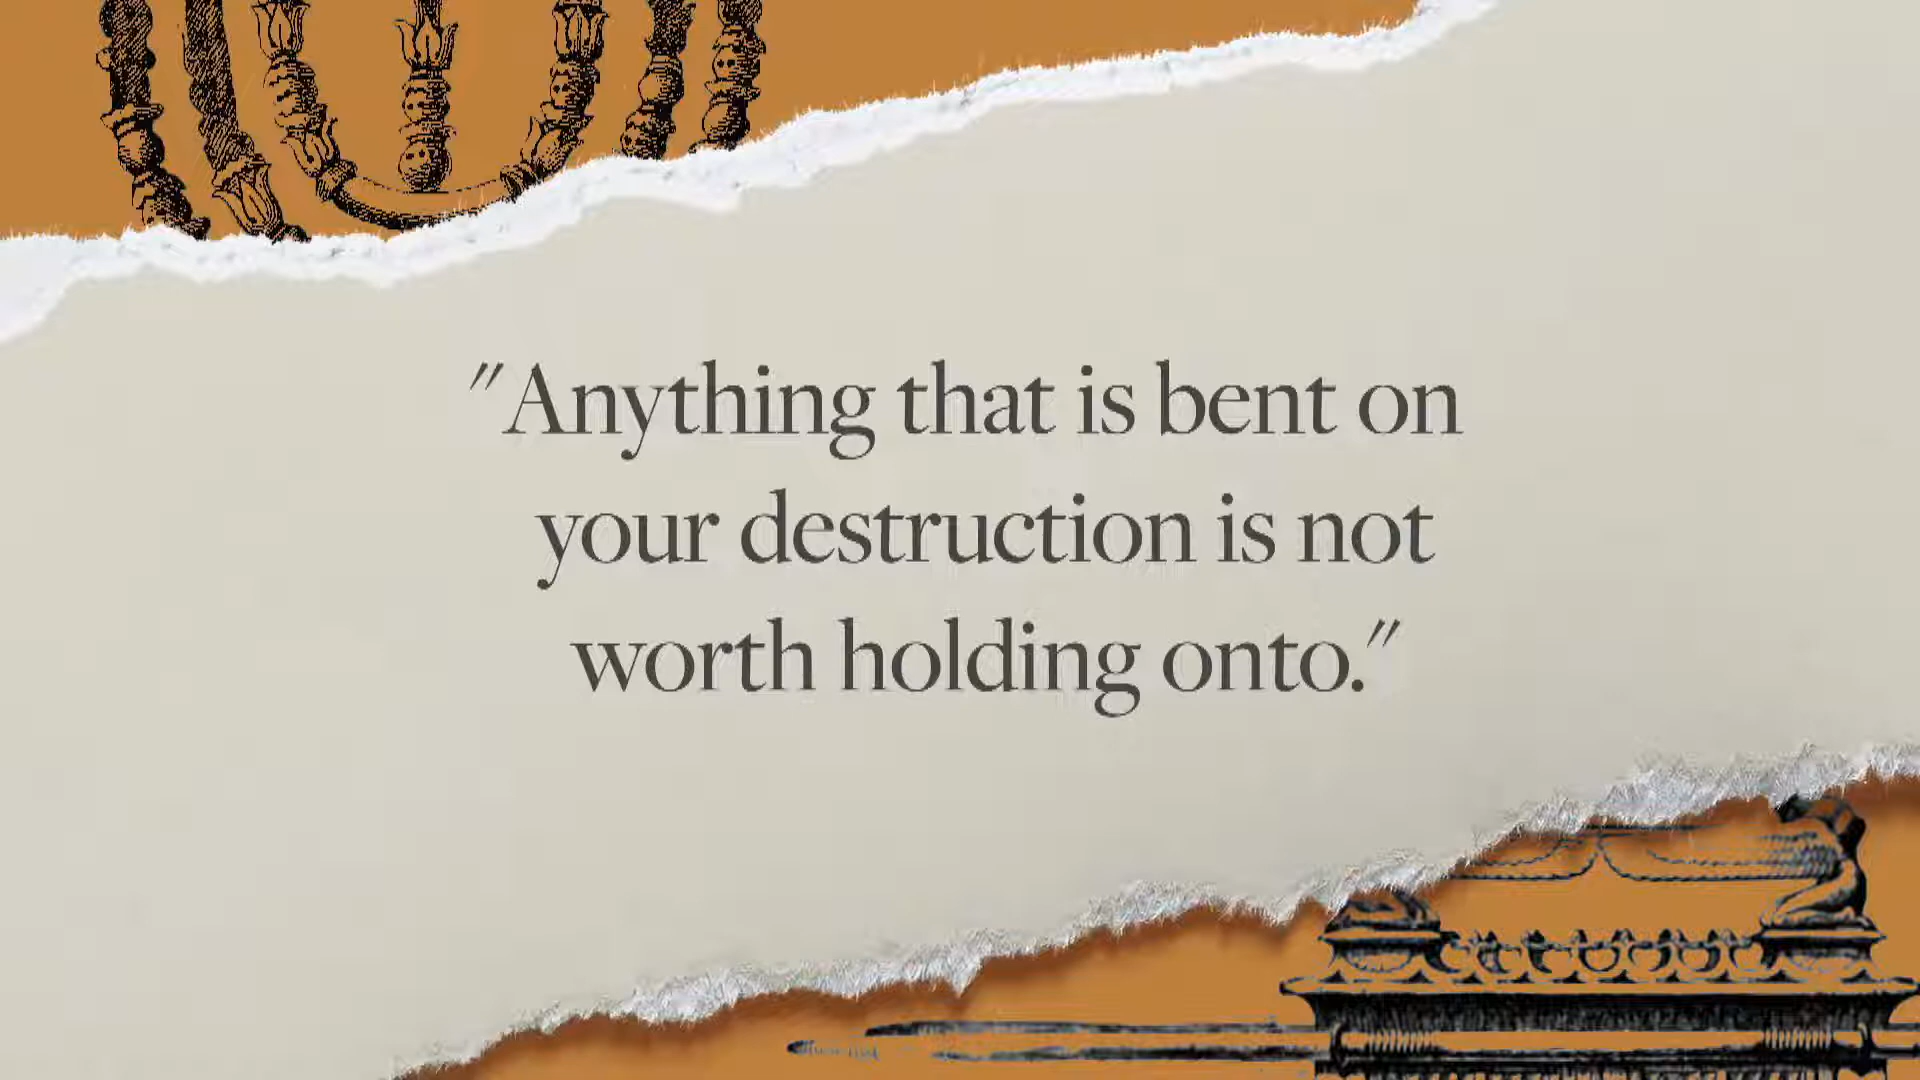 "Anything that is bent on
your destruction is not
worth holding onto."